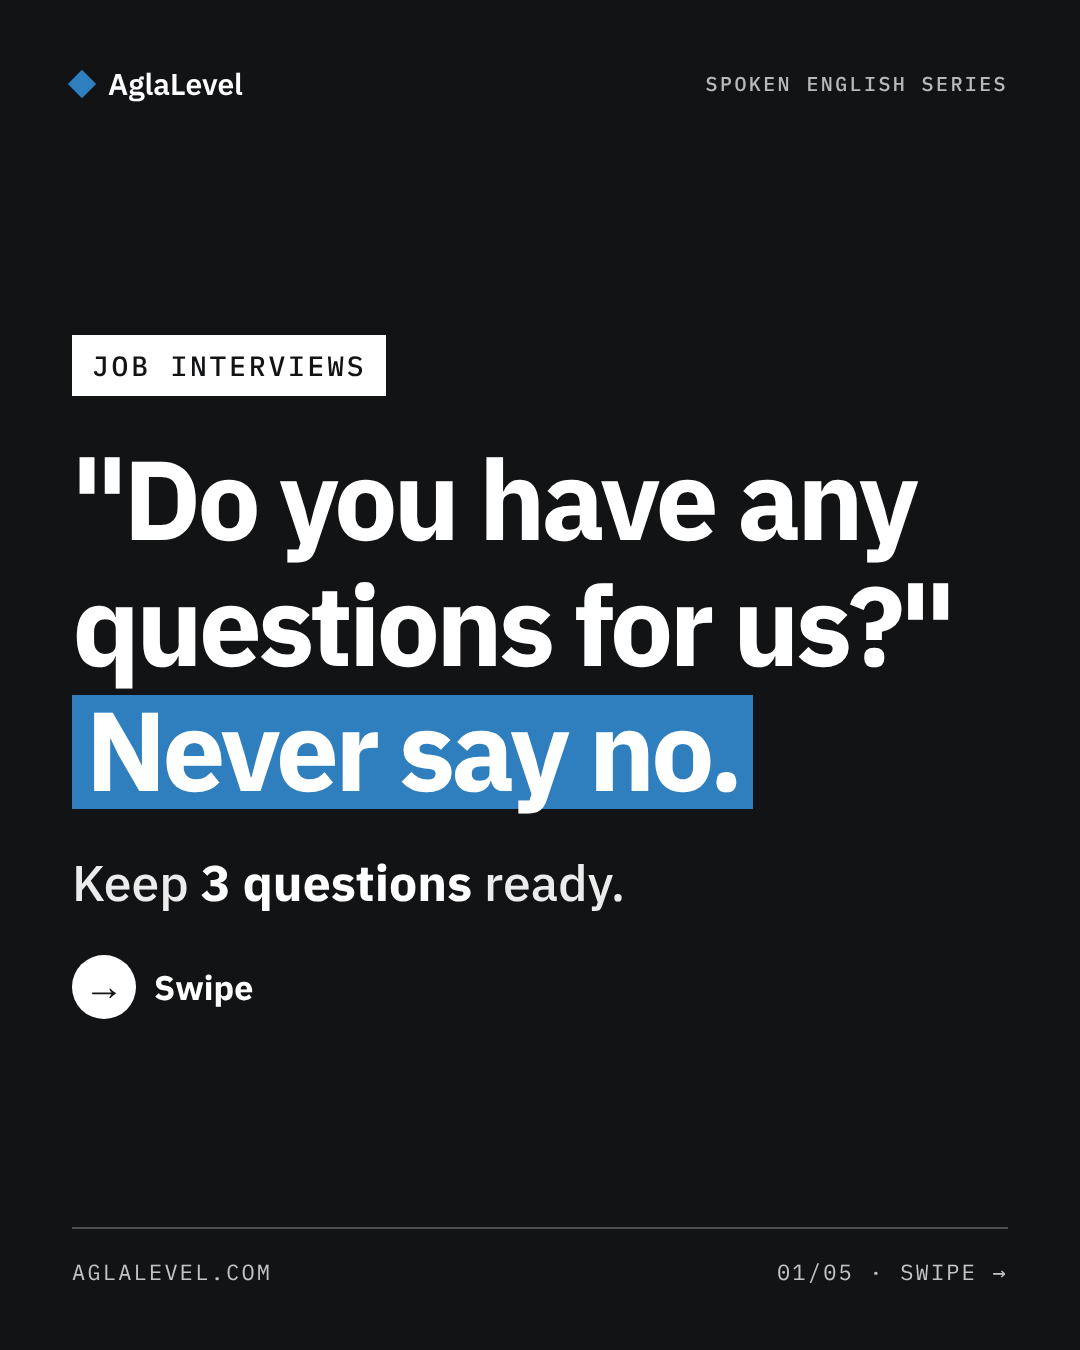 AglaLevel
SPOKEN ENGLISH SERIES
JOB INTERVIEWS
"Do you have any
questions for us?"
Never say no.
Keep 3 questions ready.
→ Swipe
AGLALEVEL.COM
01/05 · SWIPE →